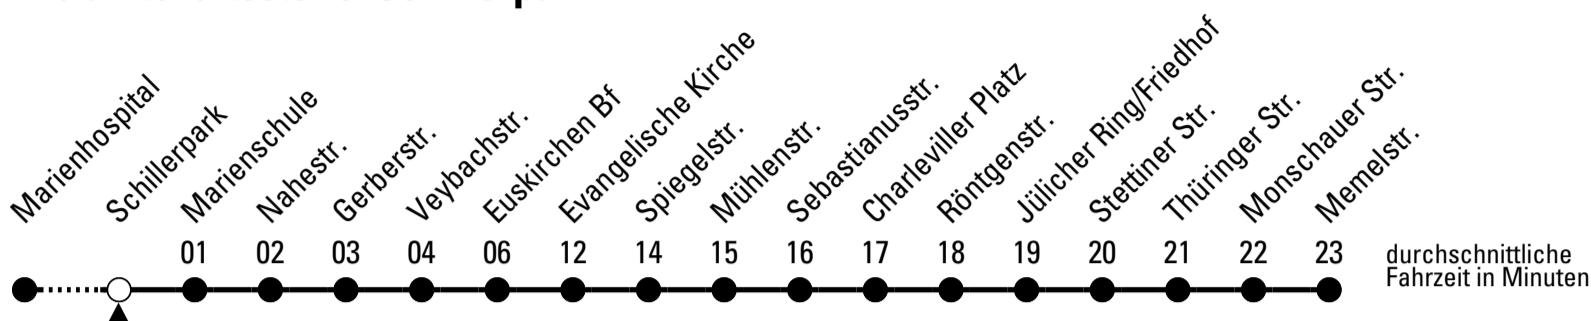 Marienhospital
Schillerpark
Marienschule
Nahestr.
Gerberstr.
Veybachstr.
Euskirchen Bf
Evangelische Kirche
Spiegelstr.
Mühlenstr.
Sebastianusstr.
Charleviller Platz
Röntgenstr.
Jülicher Ring/Friedhof
Stettiner Str.
Thüringer Str.
Monschauer Str.
Memelstr.
01 02 03 04 06 12 14 15 16 17 18 19 20 21 22 23
durchschnittliche
Fahrzeit in Minuten